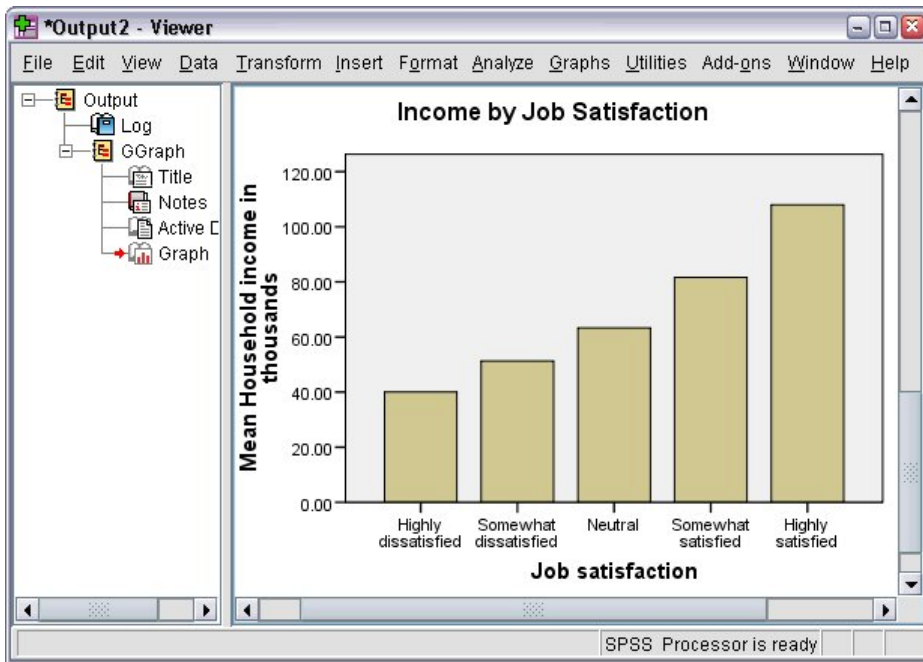 *Output2 - Viewer
File Edit View Data Transform Insert Format Analyze Graphs Utilities Add-ons Window Help
Output
Log
GGraph
Title
Notes
Active D
Graph
Income by Job Satisfaction
Mean Household income in
thousands
120.00
100.00
80.00
60.00
40.00
20.00
0.00
Highly
dissatisfied
Somewhat
dissatisfied
Neutral
Somewhat
satisfied
Highly
satisfied
Job satisfaction
SPSS Processor is ready